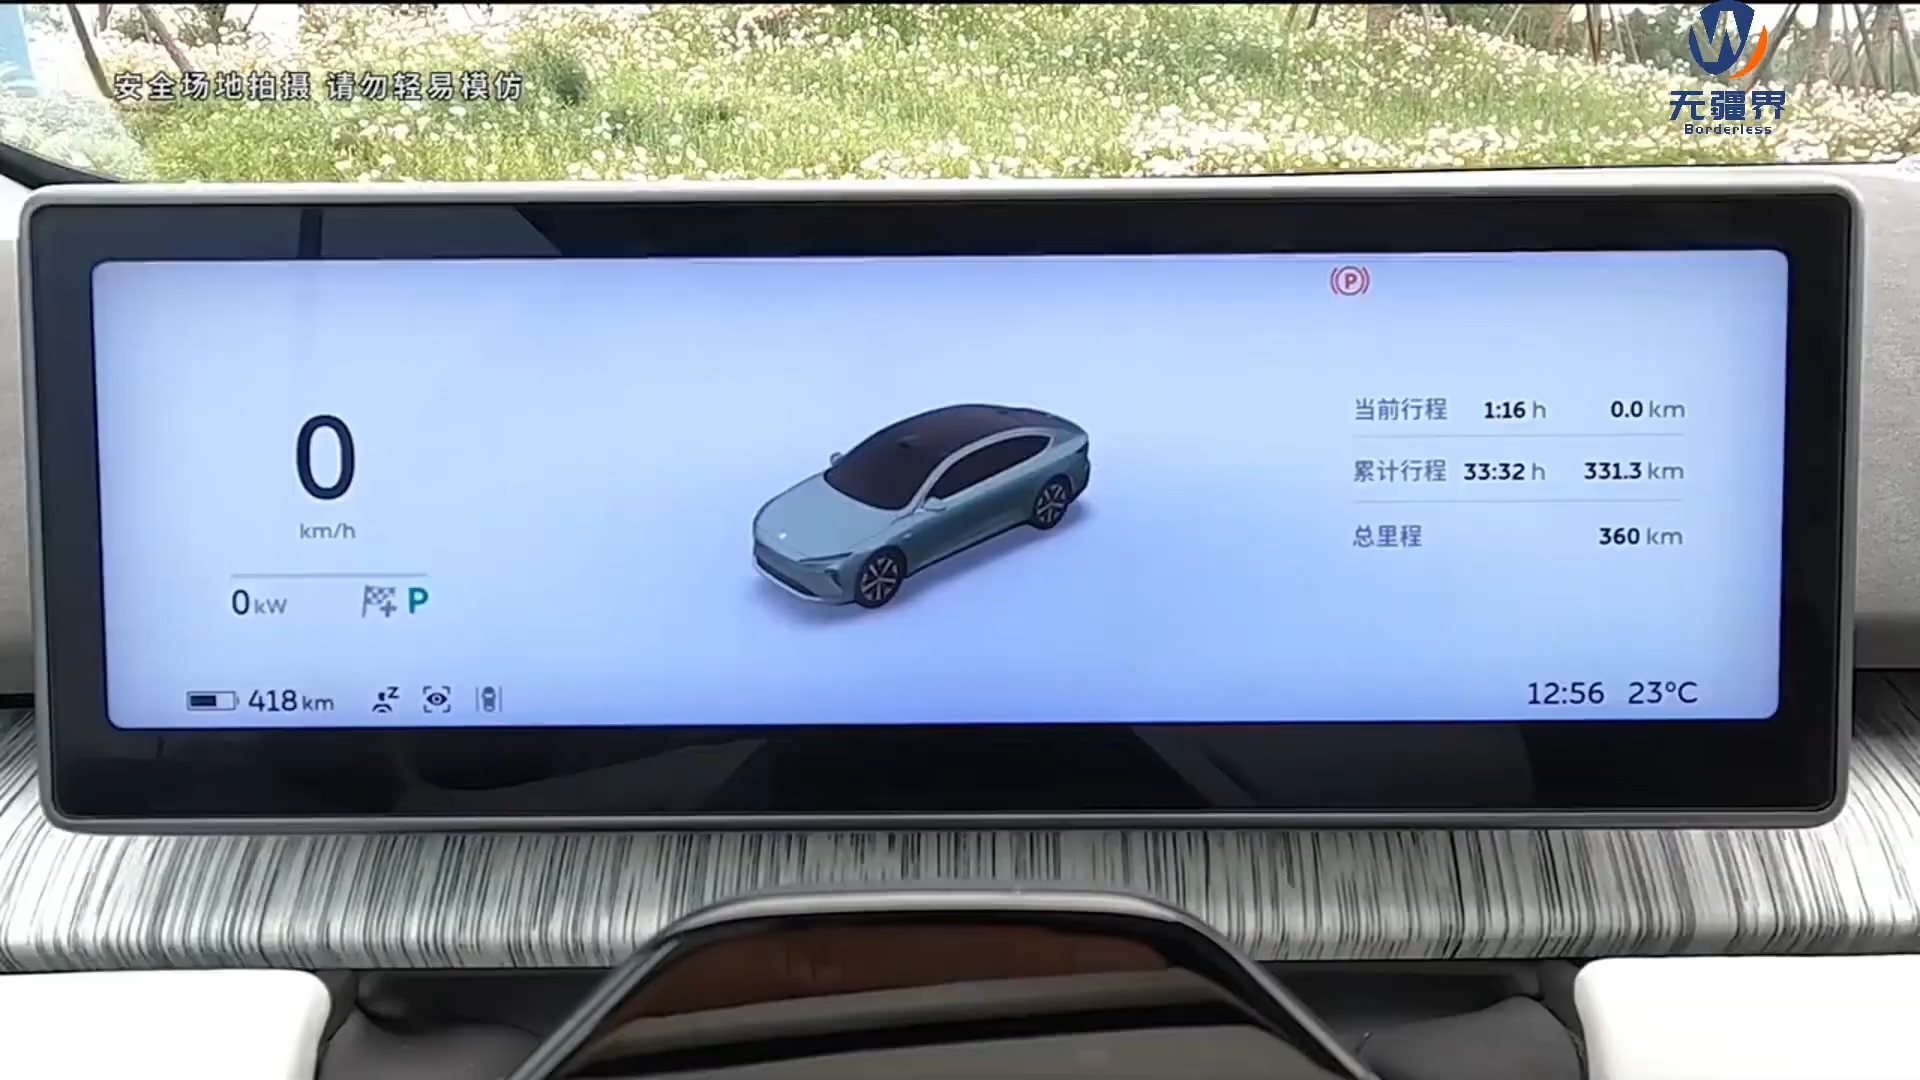 安全场地拍摄 请勿轻易模仿
W
无疆界
Borderless
P
0
km/h
0 kW
P
418 km
Z
当前行程 1:16 h 0.0 km
累计行程 33:32 h 331.3 km
总里程 360 km
12:56 23°C